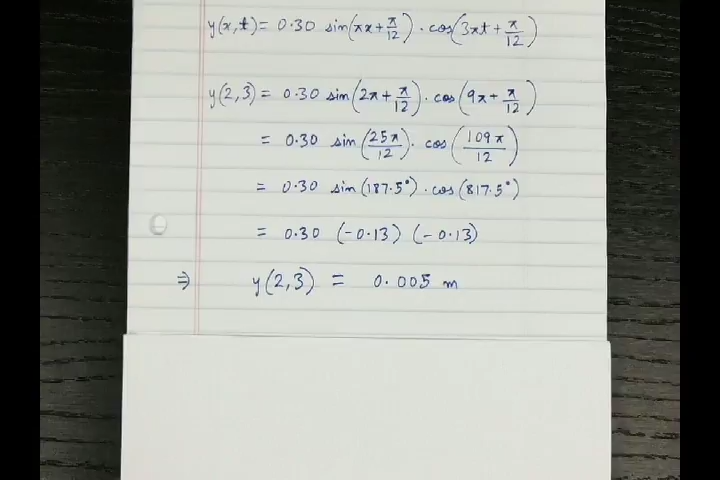 y(x,t) = 0.30 sin(πx + π/12) · cos(3πt + π/12)
y(2,3) = 0.30 sin(2π + π/12) · cos(9π + π/12)
= 0.30 sin(25π/12) · cos(109π/12)
= 0.30 sin(187.5°) · cos(817.5°)
= 0.30 (-0.13) (-0.13)
⇒ y(2,3) = 0.005 m